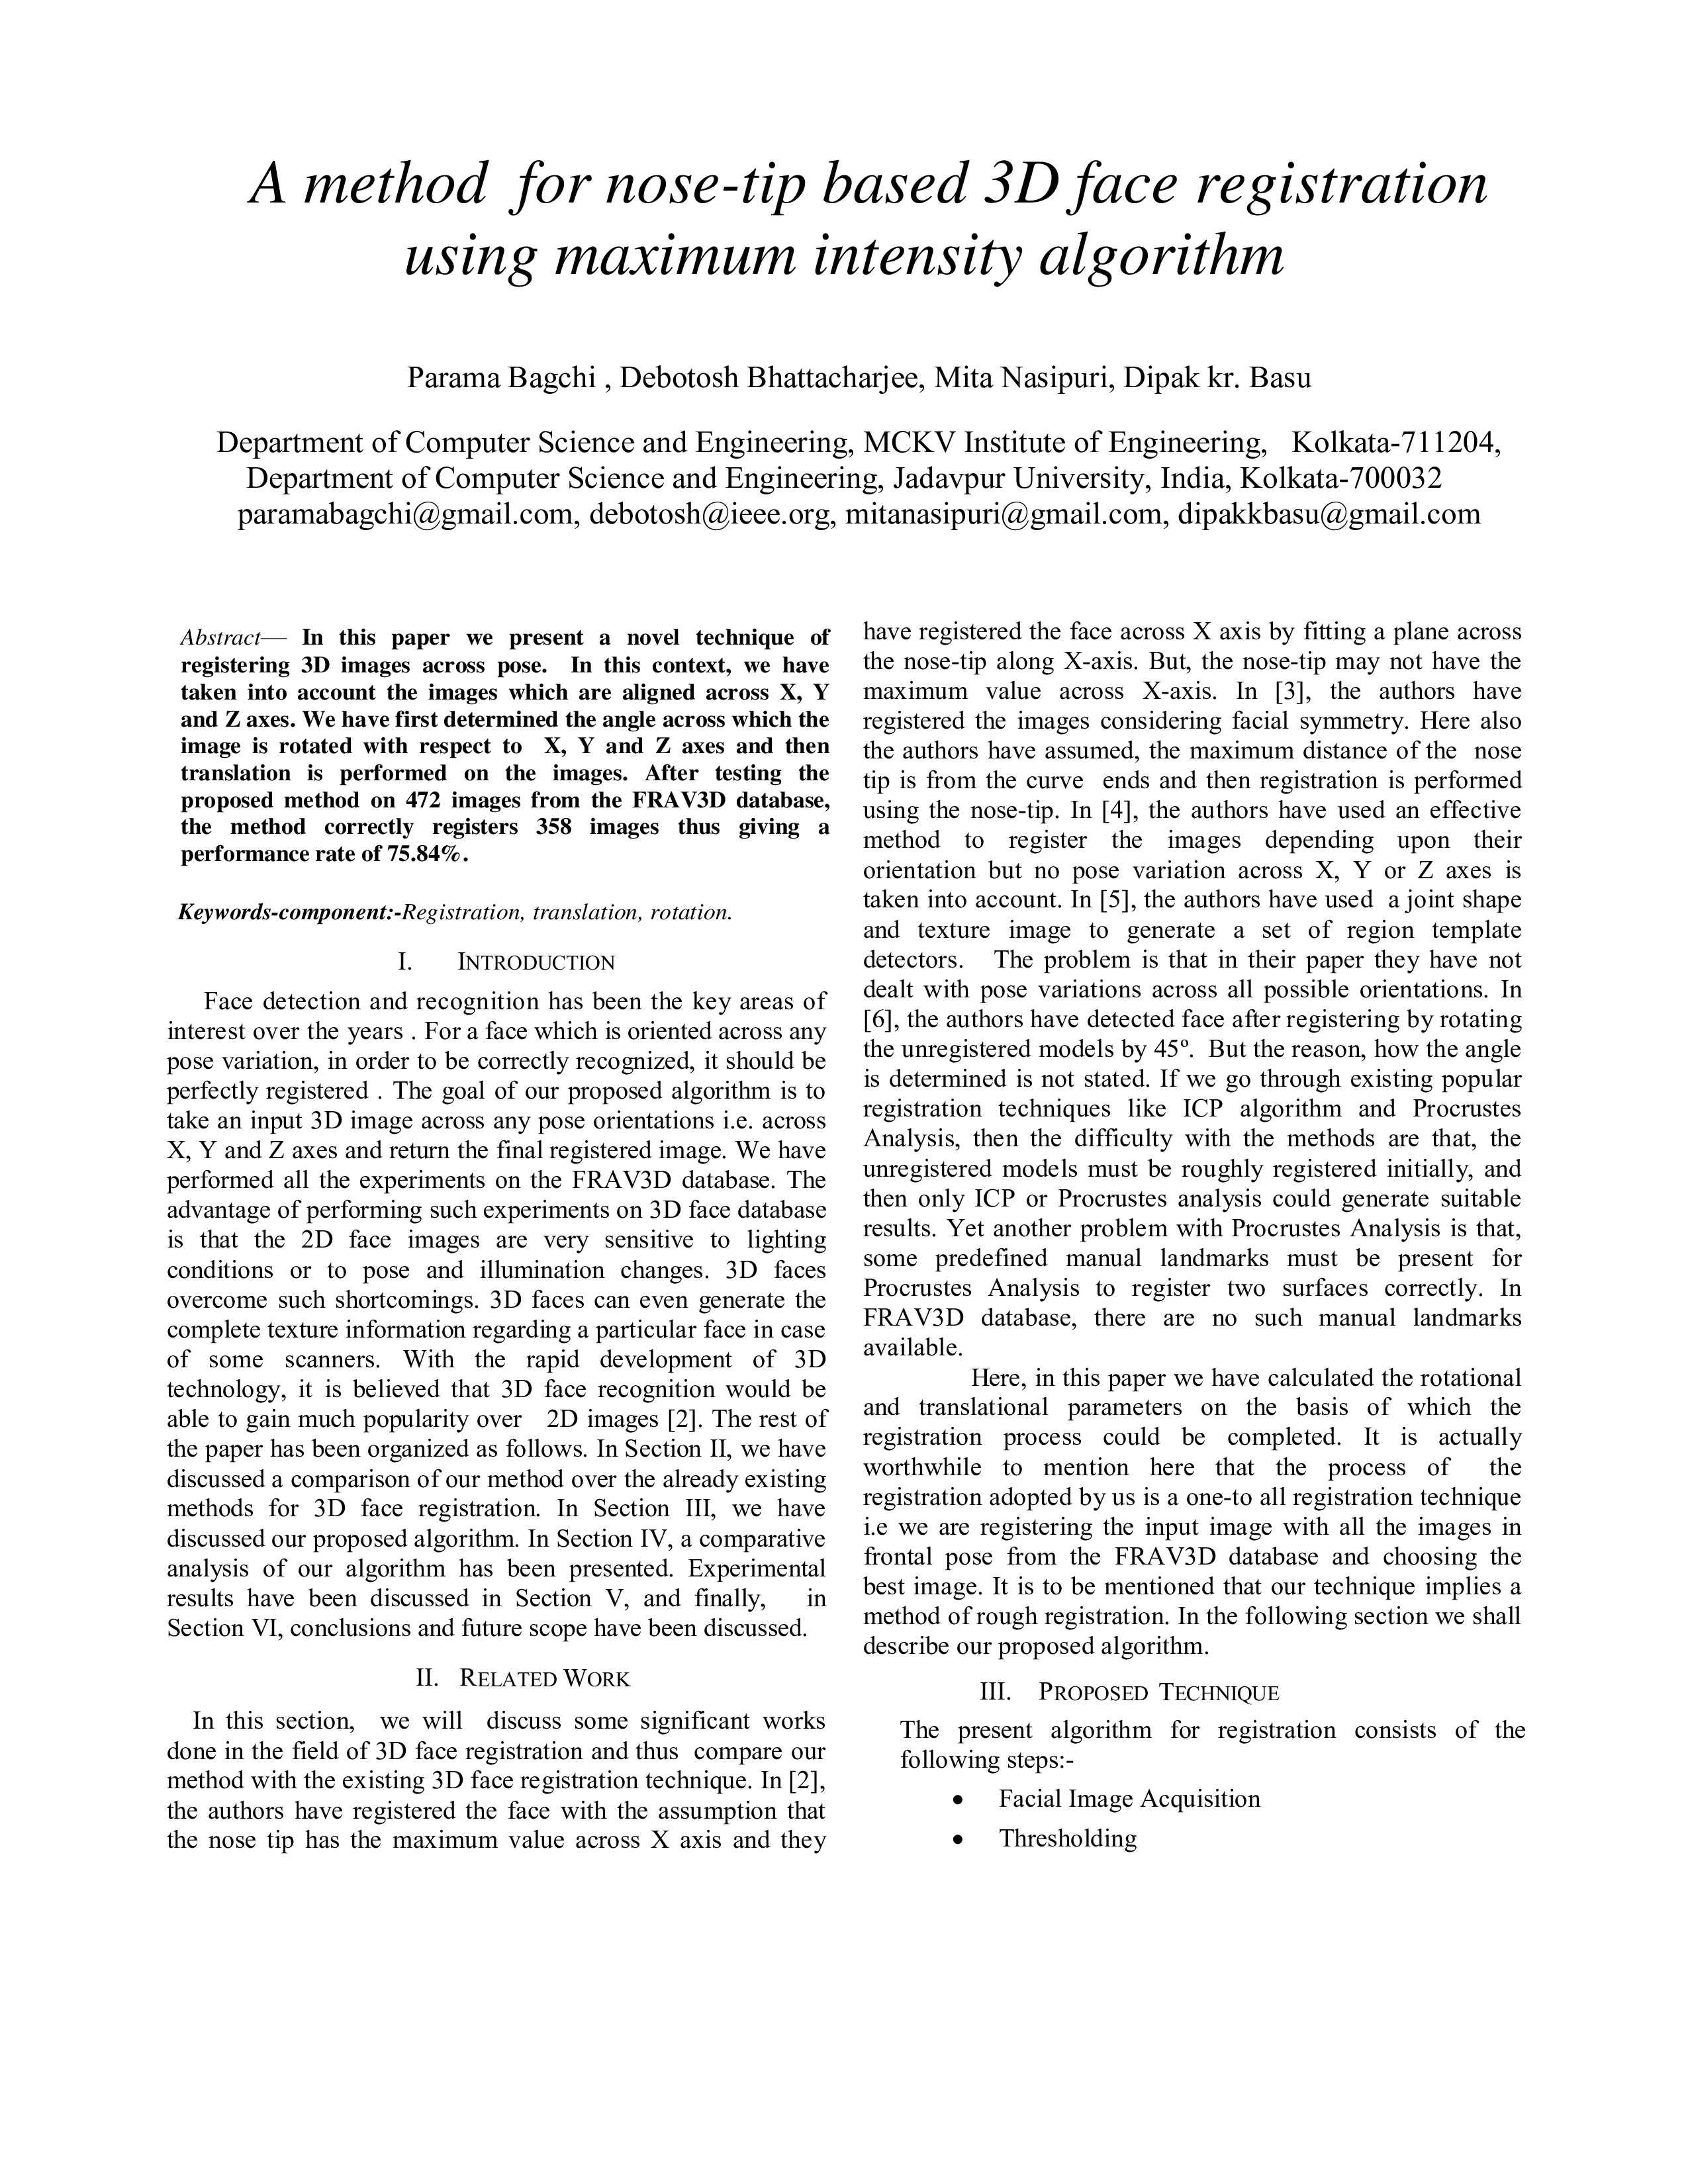 A method for nose-tip based 3D face registration
using maximum intensity algorithm
Parama Bagchi , Debotosh Bhattacharjee, Mita Nasipuri, Dipak kr. Basu
Department of Computer Science and Engineering, MCKV Institute of Engineering, Kolkata-711204,
Department of Computer Science and Engineering, Jadavpur University, India, Kolkata-700032
paramabagchi@gmail.com, debotosh@ieee.org, mitanasipuri@gmail.com, dipakkbasu@gmail.com
Abstract— In this paper we present a novel technique of
registering 3D images across pose. In this context, we have
taken into account the images which are aligned across X, Y
and Z axes. We have first determined the angle across which the
image is rotated with respect to X, Y and Z axes and then
translation is performed on the images. After testing the
proposed method on 472 images from the FRAV3D database,
the method correctly registers 358 images thus giving a
performance rate of 75.84%.
Keywords-component:-Registration, translation, rotation.
I. INTRODUCTION
Face detection and recognition has been the key areas of
interest over the years . For a face which is oriented across any
pose variation, in order to be correctly recognized, it should be
perfectly registered . The goal of our proposed algorithm is to
take an input 3D image across any pose orientations i.e. across
X, Y and Z axes and return the final registered image. We have
performed all the experiments on the FRAV3D database. The
advantage of performing such experiments on 3D face database
is that the 2D face images are very sensitive to lighting
conditions or to pose and illumination changes. 3D faces
overcome such shortcomings. 3D faces can even generate the
complete texture information regarding a particular face in case
of some scanners. With the rapid development of 3D
technology, it is believed that 3D face recognition would be
able to gain much popularity over 2D images [2]. The rest of
the paper has been organized as follows. In Section II, we have
discussed a comparison of our method over the already existing
methods for 3D face registration. In Section III, we have
discussed our proposed algorithm. In Section IV, a comparative
analysis of our algorithm has been presented. Experimental
results have been discussed in Section V, and finally, in
Section VI, conclusions and future scope have been discussed.
II. RELATED WORK
In this section, we will discuss some significant works
done in the field of 3D face registration and thus compare our
method with the existing 3D face registration technique. In [2],
the authors have registered the face with the assumption that
the nose tip has the maximum value across X axis and they
have registered the face across X axis by fitting a plane across
the nose-tip along X-axis. But, the nose-tip may not have the
maximum value across X-axis. In [3], the authors have
registered the images considering facial symmetry. Here also
the authors have assumed, the maximum distance of the nose
tip is from the curve ends and then registration is performed
using the nose-tip. In [4], the authors have used an effective
method to register the images depending upon their
orientation but no pose variation across X, Y or Z axes is
taken into account. In [5], the authors have used a joint shape
and texture image to generate a set of region template
detectors. The problem is that in their paper they have not
dealt with pose variations across all possible orientations. In
[6], the authors have detected face after registering by rotating
the unregistered models by 45º. But the reason, how the angle
is determined is not stated. If we go through existing popular
registration techniques like ICP algorithm and Procrustes
Analysis, then the difficulty with the methods are that, the
unregistered models must be roughly registered initially, and
then only ICP or Procrustes analysis could generate suitable
results. Yet another problem with Procrustes Analysis is that,
some predefined manual landmarks must be present for
Procrustes Analysis to register two surfaces correctly. In
FRAV3D database, there are no such manual landmarks
available.
Here, in this paper we have calculated the rotational
and translational parameters on the basis of which the
registration process could be completed. It is actually
worthwhile to mention here that the process of the
registration adopted by us is a one-to all registration technique
i.e we are registering the input image with all the images in
frontal pose from the FRAV3D database and choosing the
best image. It is to be mentioned that our technique implies a
method of rough registration. In the following section we shall
describe our proposed algorithm.
III. PROPOSED TECHNIQUE
The present algorithm for registration consists of the
following steps:-
• Facial Image Acquisition
• Thresholding